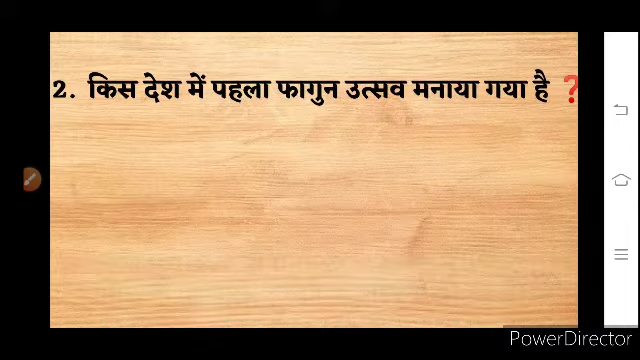 2. किस देश में पहला फागुन उत्सव मनाया गया है ❓
PowerDirector